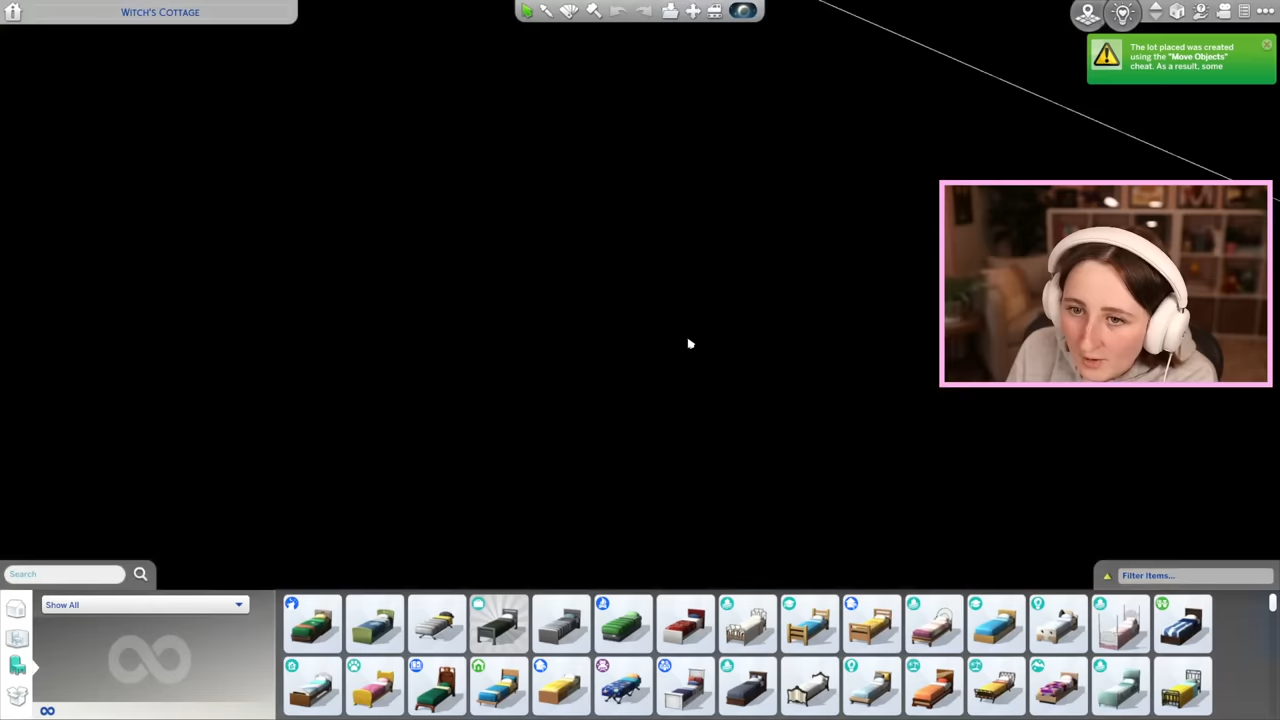 Witch's Cottage
The lot placed was created
using the "Move Objects"
cheat. As a result, some
Search
Filter Items...
Show All